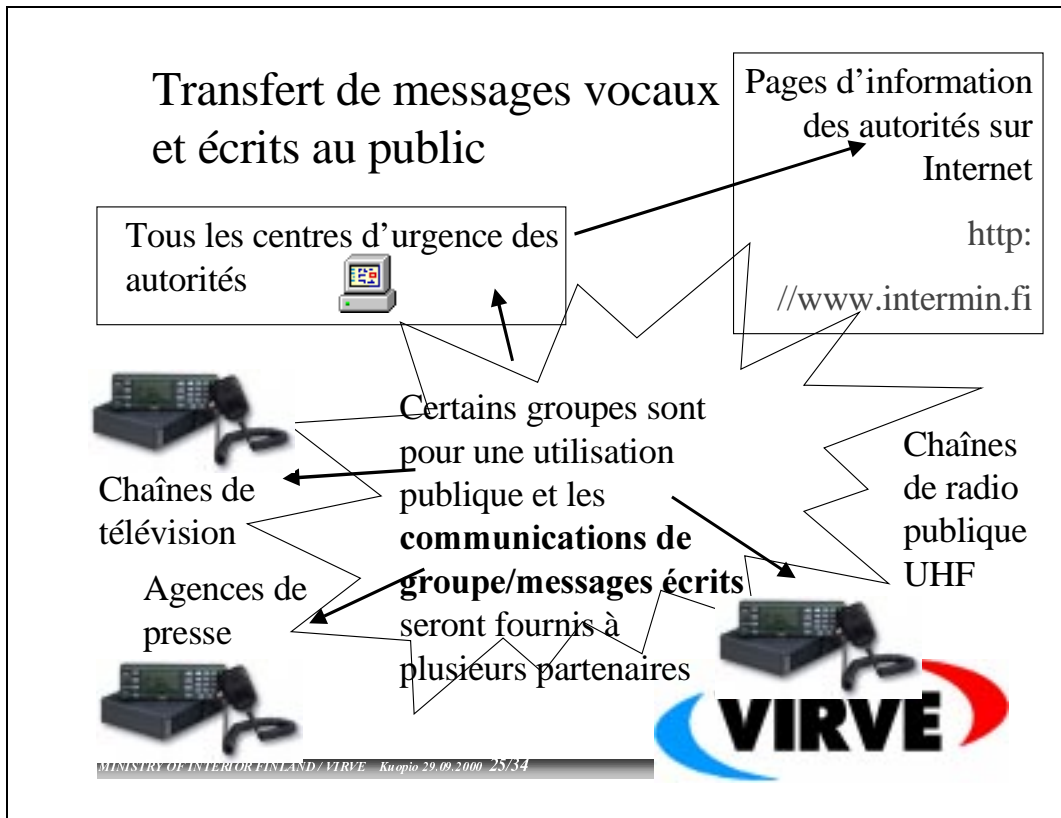 Transfert de messages vocaux
et écrits au public
Pages d’information
des autorités sur
Internet
http:
//www.intermin.fi
Tous les centres d’urgence des
autorités
Certains groupes sont
pour une utilisation
publique et les
communications de
groupe/messages écrits
seront fournis à
plusieurs partenaires
Chaînes de
télévision
Agences de
presse
Chaînes
de radio
publique
UHF
VIRVE
MINISTRY OF INTERIOR FINLAND / VIRVE Kuopio 29.09.2000 25/34